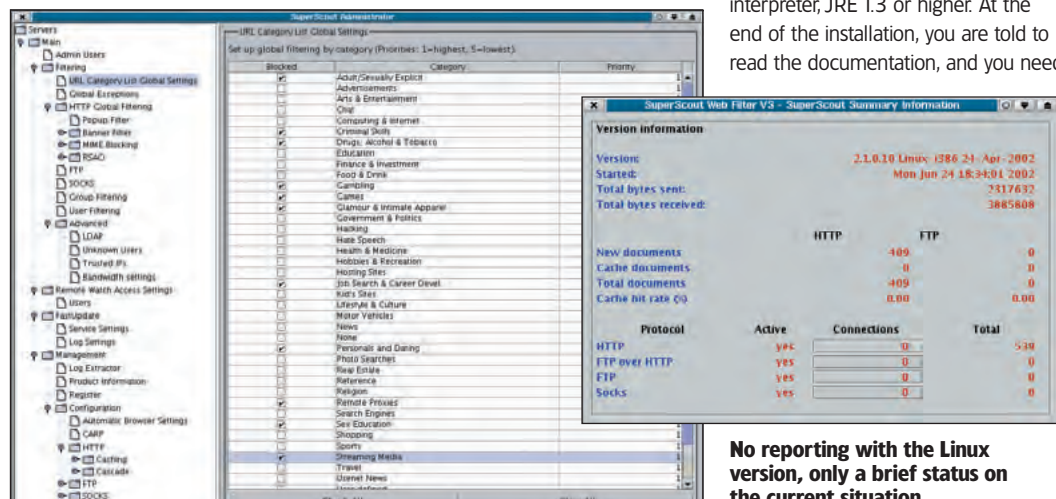 SuperScout Administrator
Servers
Main
Admin Users
Filtering
URL Category List Global Settings
Global Exceptions
HTTP Global Filtering
Popup Filter
Banner Filter
MIME Blocking
RSACi
FTP
SOCKS
Group Filtering
User Filtering
Advanced
LDAP
Unknown Users
Trusted IPs
Bandwidth settings
Remote Watch Access Settings
Users
FastUpdate
Service Settings
Log Settings
Management
Log Extractor
Product Information
Register
Configuration
Automatic Browser Settings
CARP
HTTP
Caching
Cascade
FTP
SOCKS
URL Category List Global Settings
Set up global filtering by category (Priorities: 1=highest, 5=lowest).
Blocked Category Priority
Adult/Sexually Explicit 1
Advertisements 1
Arts & Entertainment 1
Chat 1
Computing & Internet
Criminal Skills
Drugs, Alcohol & Tobacco
Education
Finance & Investment
Food & Drink
Gambling
Games
Glamour & Intimate Apparel
Government & Politics
Hacking
Hate Speech
Health & Medicine
Hobbies & Recreation
Hosting Sites
Job Search & Career Devel.
Kid's Sites
Lifestyle & Culture
Motor Vehicles
News
None
Personals and Dating
Photo Searches
Real Estate
Reference
Religion
Remote Proxies
Search Engines
Sex Education 1
Shopping 1
Sports 1
Streaming Media 1
Travel 1
Usenet News 1
interpreter, JRE 1.3 or higher. At the
end of the installation, you are told to
read the documentation, and you need
SuperScout Web Filter V3 - SuperScout Summary Information
Version information
Version: 2.1.0.10 Linux i386 24-Apr-2002
Started: Mon Jun 24 18:34:01 2002
Total bytes sent: 2317632
Total bytes received: 3885808
HTTP FTP
New documents 409 0
Cache documents 0 0
Total documents 409 0
Cache hit rate (%) 0.00 0.00
Protocol Active Connections Total
HTTP yes 0 530
FTP over HTTP yes 0 0
FTP yes 0 0
Socks yes 0 0
No reporting with the Linux
version, only a brief status on
the current situation